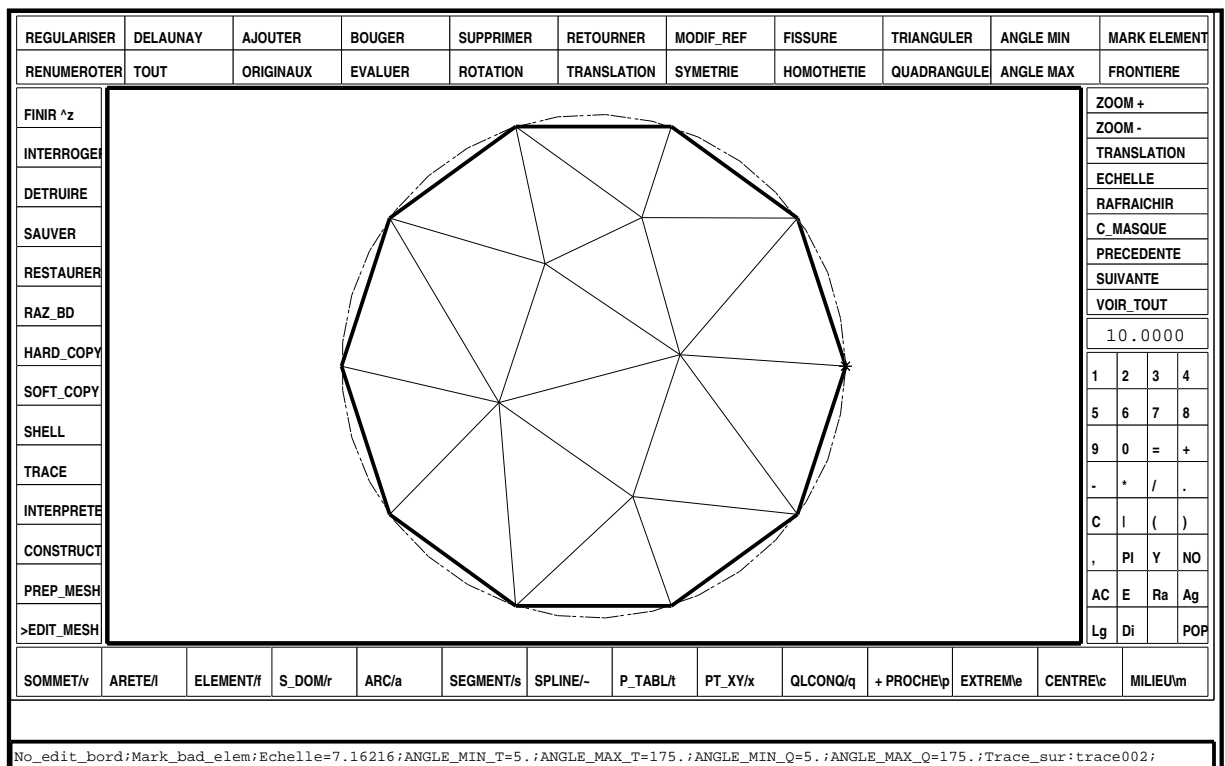 REGULARISER DELAUNAY AJOUTER BOUGER SUPPRIMER RETOURNER MODIF_REF FISSURE TRIANGULER ANGLE MIN MARK ELEMENT
RENUMEROTER TOUT ORIGINAUX EVALUER ROTATION TRANSLATION SYMETRIE HOMOTHETIE QUADRANGULE ANGLE MAX FRONTIERE
FINIR ^z
INTERROGER
DETRUIRE
SAUVER
RESTAURER
RAZ_BD
HARD_COPY
SOFT_COPY
SHELL
TRACE
INTERPRETE
CONSTRUCT
PREP_MESH
>EDIT_MESH
ZOOM +
ZOOM -
TRANSLATION
ECHELLE
RAFRAICHIR
C_MASQUE
PRECEDENTE
SUIVANTE
VOIR_TOUT
10.0000
1 2 3 4
5 6 7 8
9 0 = +
- * / .
C | ( )
, PI Y NO
AC E Ra Ag
Lg Di POP
SOMMET/v ARETE/l ELEMENT/f S_DOM/r ARC/a SEGMENT/s SPLINE/~ P_TABL/t PT_XY/x QLCONQ/q + PROCHE\p EXTREM\e CENTRE\c MILIEU\m
No_edit_bord;Mark_bad_elem;Echelle=7.16216;ANGLE_MIN_T=5.;ANGLE_MAX_T=175.;ANGLE_MIN_Q=5.;ANGLE_MAX_Q=175.;Trace_sur:trace002;